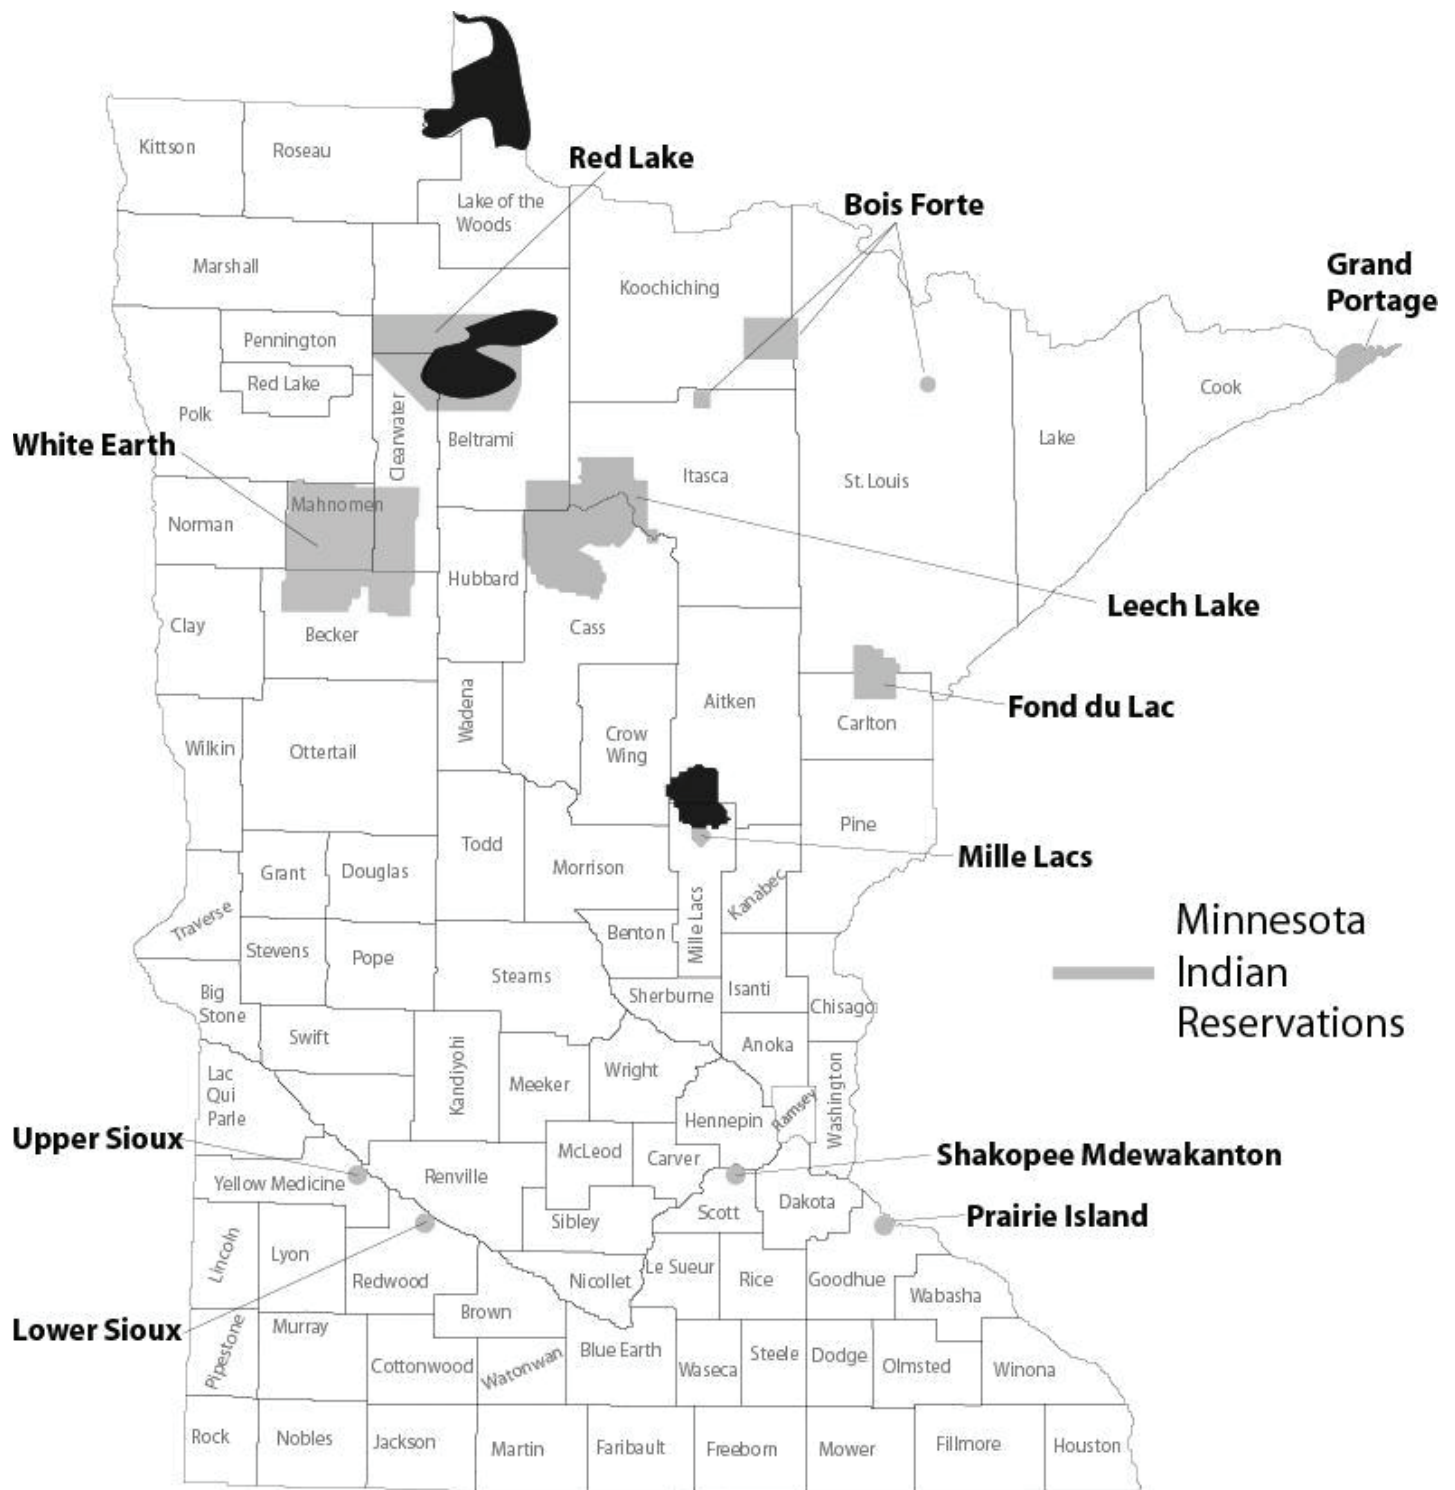 Kittson
Roseau
Red Lake
Lake of the
Woods
Bois Forte
Marshall
Koochiching
Grand
Portage
Pennington
Red Lake
Cook
Polk
Clearwater
Beltrami
Lake
White Earth
Itasca
St. Louis
Mahnomen
Norman
Hubbard
Leech Lake
Clay
Becker
Cass
Wadena
Aitken
Fond du Lac
Carlton
Crow
Wing
Wilkin
Ottertail
Pine
Todd
Mille Lacs
Morrison
Grant
Douglas
Kanabec
Traverse
Mille Lacs
Benton
Stevens
Pope
Stearns
Minnesota
Indian
Reservations
Big
Stone
Sherburne
Isanti
Chisago
Swift
Anoka
Kandiyohi
Wright
Meeker
Washington
Lac
Qui
Parle
Ramsey
Hennepin
Upper Sioux
McLeod
Carver
Shakopee Mdewakanton
Renville
Yellow Medicine
Dakota
Scott
Prairie Island
Sibley
Lincoln
Lyon
Le Sueur
Redwood
Nicollet
Rice
Goodhue
Wabasha
Brown
Lower Sioux
Murray
Pipestone
Cottonwood
Watonwan
Blue Earth
Waseca
Steele
Dodge
Olmsted
Winona
Rock
Nobles
Jackson
Martin
Faribault
Freeborn
Mower
Fillmore
Houston